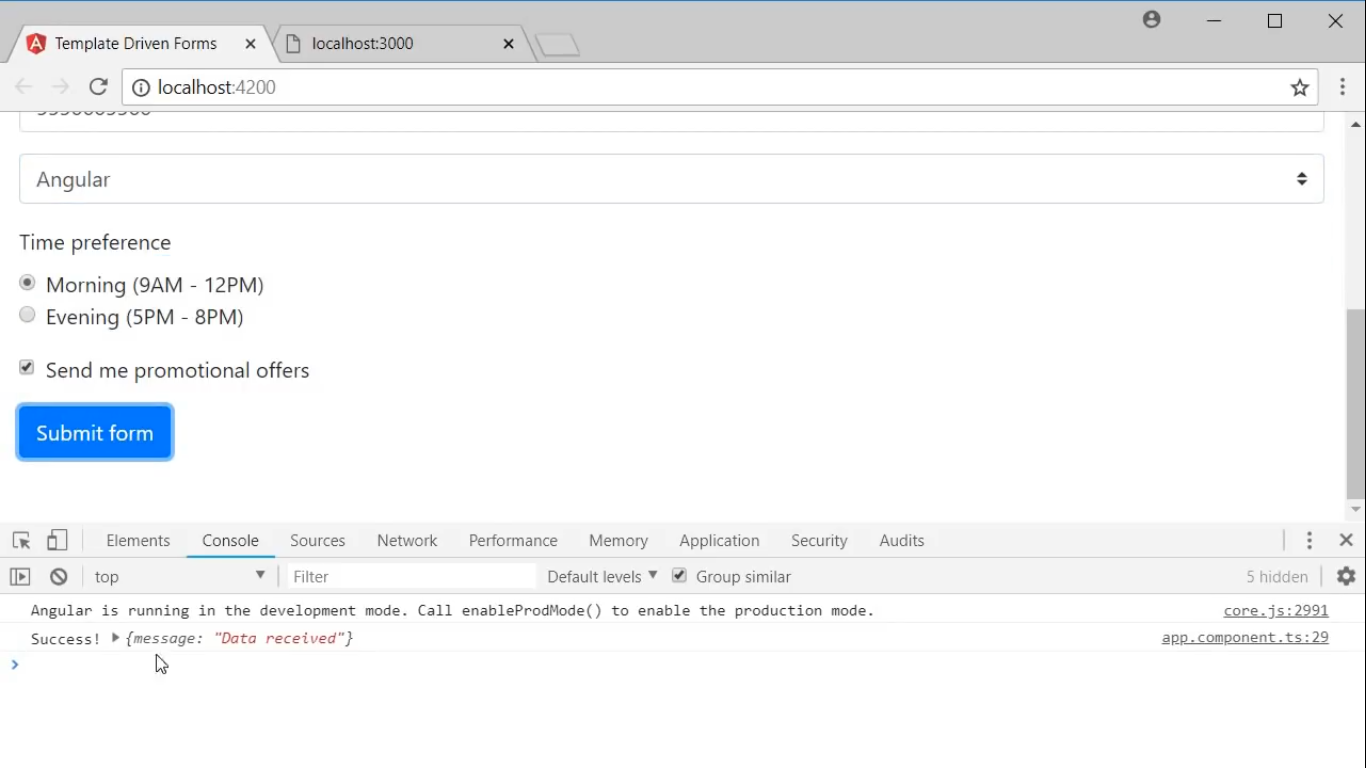 Template Driven Forms
localhost:3000
localhost:4200
Angular
Time preference
Morning (9AM - 12PM)
Evening (5PM - 8PM)
Send me promotional offers
Submit form
Elements Console Sources Network Performance Memory Application Security Audits
top Filter Default levels Group similar 5 hidden
Angular is running in the development mode. Call enableProdMode() to enable the production mode. core.js:2991
Success! {message: "Data received"} app.component.ts:29